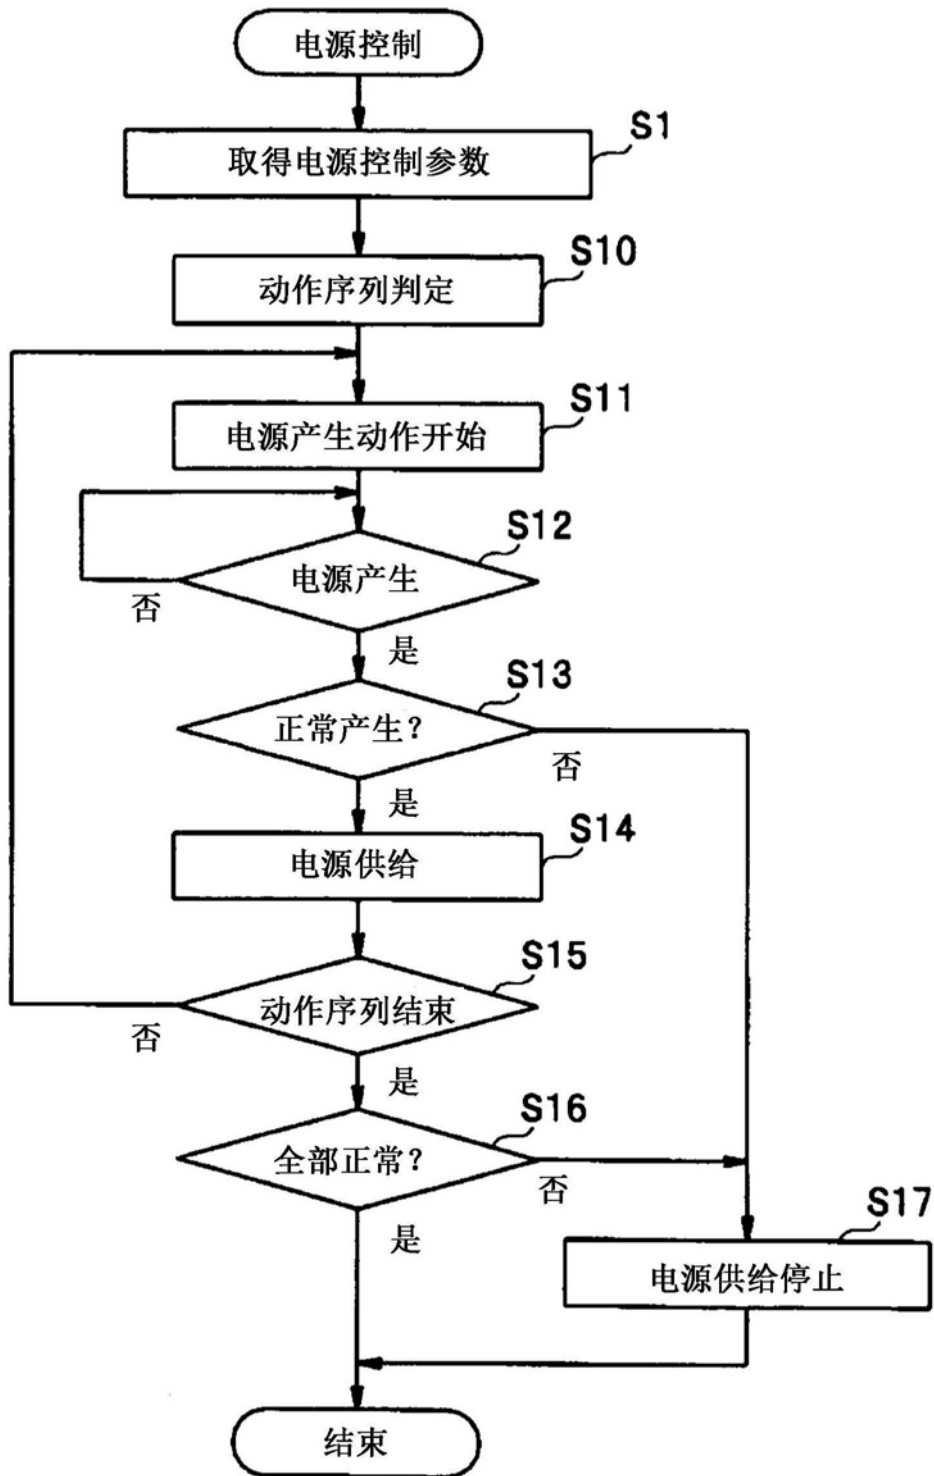 电源控制
S1
取得电源控制参数
S10
动作序列判定
S11
电源产生动作开始
S12
电源产生
否
是
S13
正常产生?
否
是
S14
电源供给
S15
动作序列结束
否
是
S16
全部正常?
否
是
S17
电源供给停止
结束